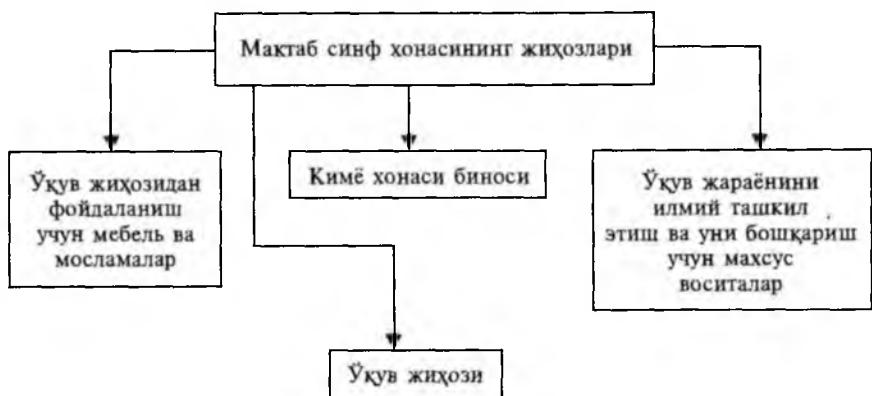 Мактаб синф хонасининг жиҳозлари
Ўқув жиҳозидан
фойдаланиш
учун мебель ва
мосламалар
Кимё хонаси биноси
Ўқув жараёнини
илмий ташкил
этиш ва уни бошқариш
учун махсус
воситалар
Ўқув жиҳози